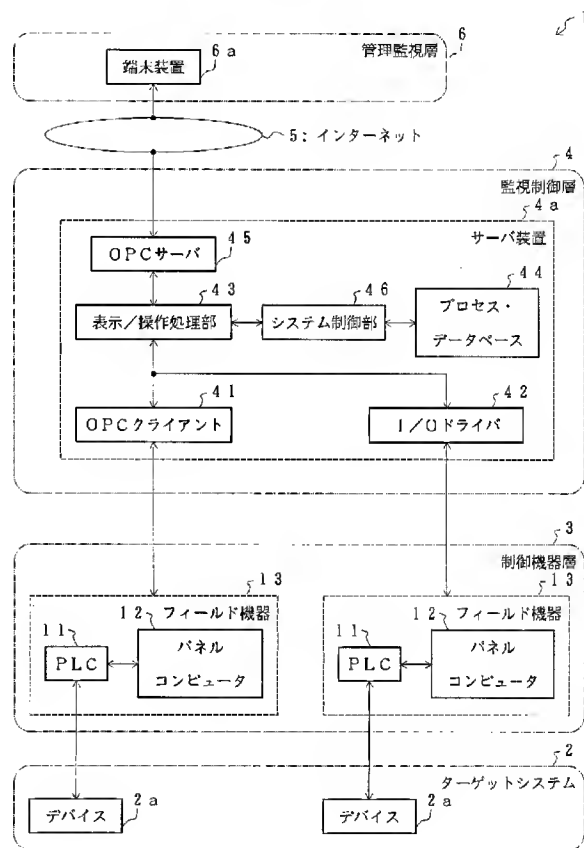 1
管理監視層
6
端末装置
6a
5:インターネット
4
監視制御層
4a
サーバ装置
OPCサーバ
45
43
表示/操作処理部
46
システム制御部
44
プロセス・
データベース
41
OPCクライアント
42
I/Oドライバ
3
制御機器層
13
フィールド機器
11
PLC
12
パネル
コンピュータ
13
フィールド機器
11
PLC
12
パネル
コンピュータ
2
ターゲットシステム
デバイス
2a
デバイス
2a